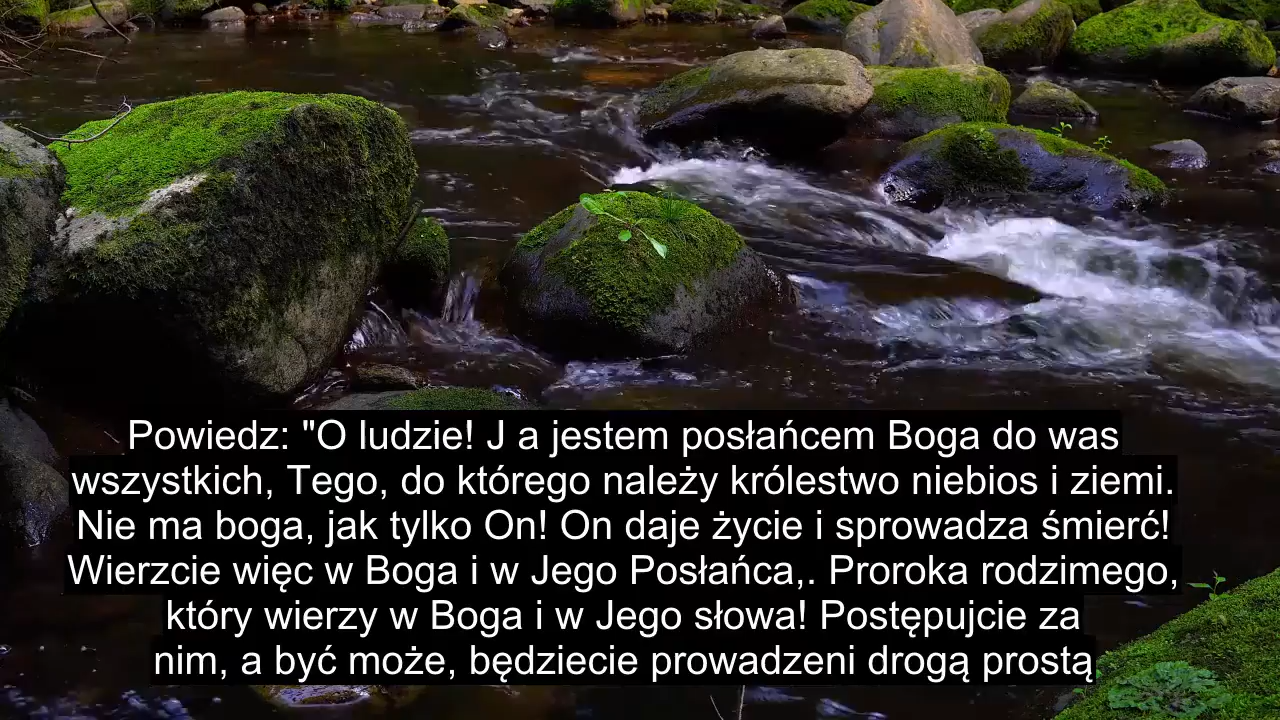 Powiedz: "O ludzie! J a jestem posłańcem Boga do was
wszystkich, Tego, do którego należy królestwo niebios i ziemi.
Nie ma boga, jak tylko On! On daje życie i sprowadza śmierć!
Wierzcie więc w Boga i w Jego Posłańca,. Proroka rodzimego,
który wierzy w Boga i w Jego słowa! Postępujcie za
nim, a być może, będziecie prowadzeni drogą prostą